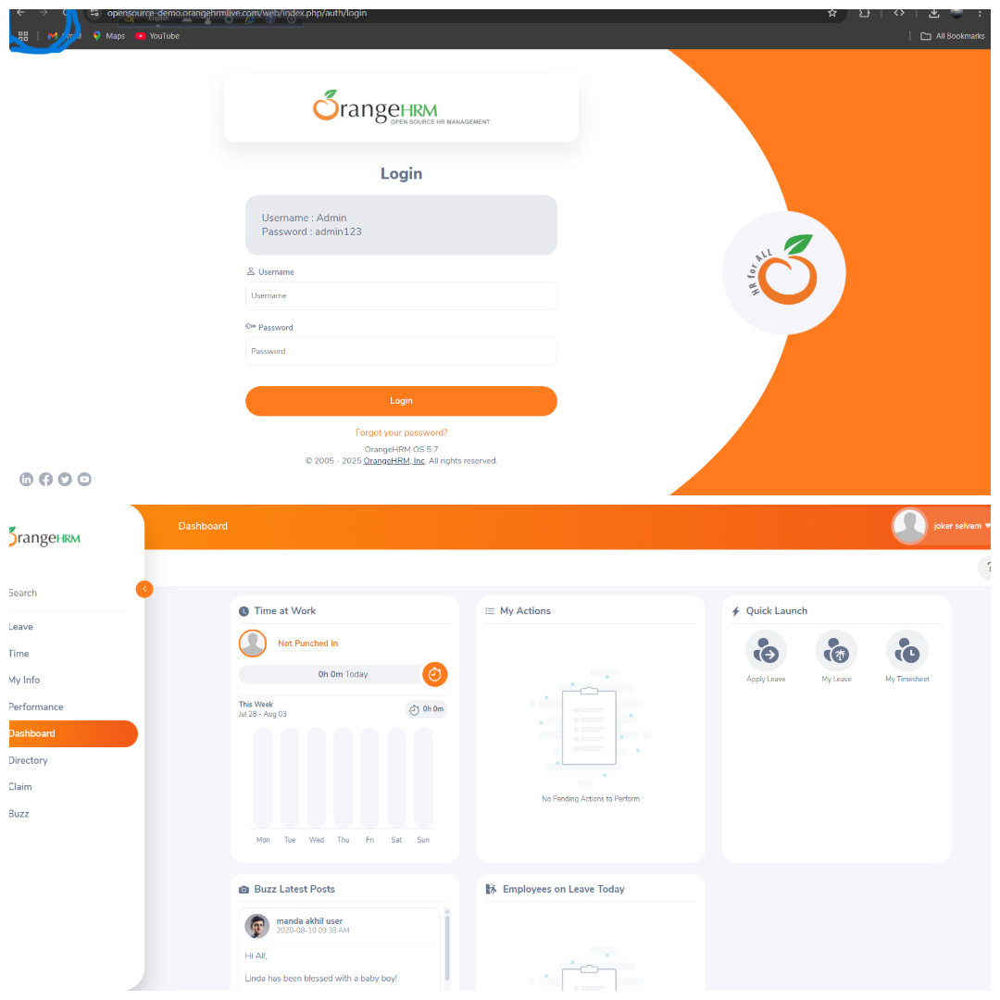 opensource-demo.orangehrmlive.com/web/index.php/auth/login
Maps
YouTube
All Bookmarks
OrangeHRM
OPEN SOURCE HR MANAGEMENT
Login
Username : Admin
Password : admin123
Username
Username
Password
Password
Login
Forgot your password?
OrangeHRM OS 5.7
© 2005 - 2025 OrangeHRM, Inc. All rights reserved.
HR for ALL
OrangeHRM
Dashboard
joker selvam
?
Search
Leave
Time
My Info
Performance
Dashboard
Directory
Claim
Buzz
Time at Work
Not Punched In
0h 0m Today
This Week
Jul 28 - Aug 03
0h 0m
Mon Tue Wed Thu Fri Sat Sun
My Actions
No Pending Actions to Perform
Quick Launch
Apply Leave
My Leave
My Timesheet
Buzz Latest Posts
manda akhil user
2020-08-10 09:38 AM
Hi All;
Linda has been blessed with a baby boy!
Employees on Leave Today